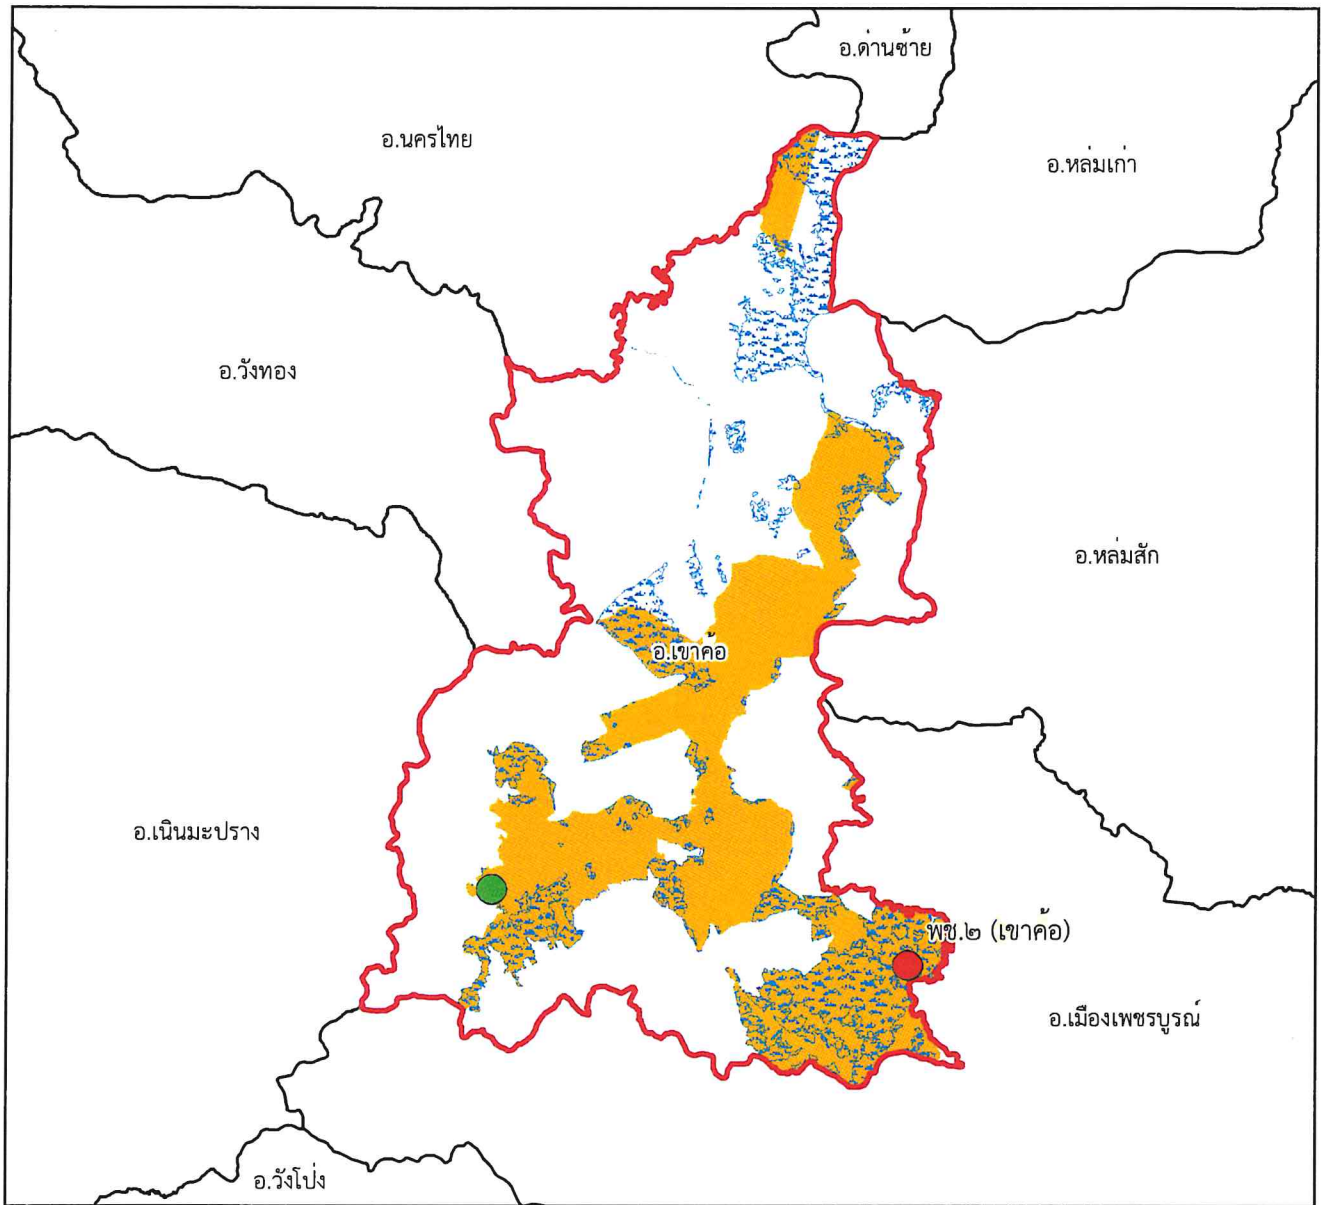 อ.ด่านซ้าย
อ.นครไทย
อ.หล่มเก่า
อ.วังทอง
อ.หล่มสัก
อ.เขาค้อ
อ.เนินมะปราง
พช.๒ (เขาค้อ)
อ.เมืองเพชรบูรณ์
อ.วังโป่ง